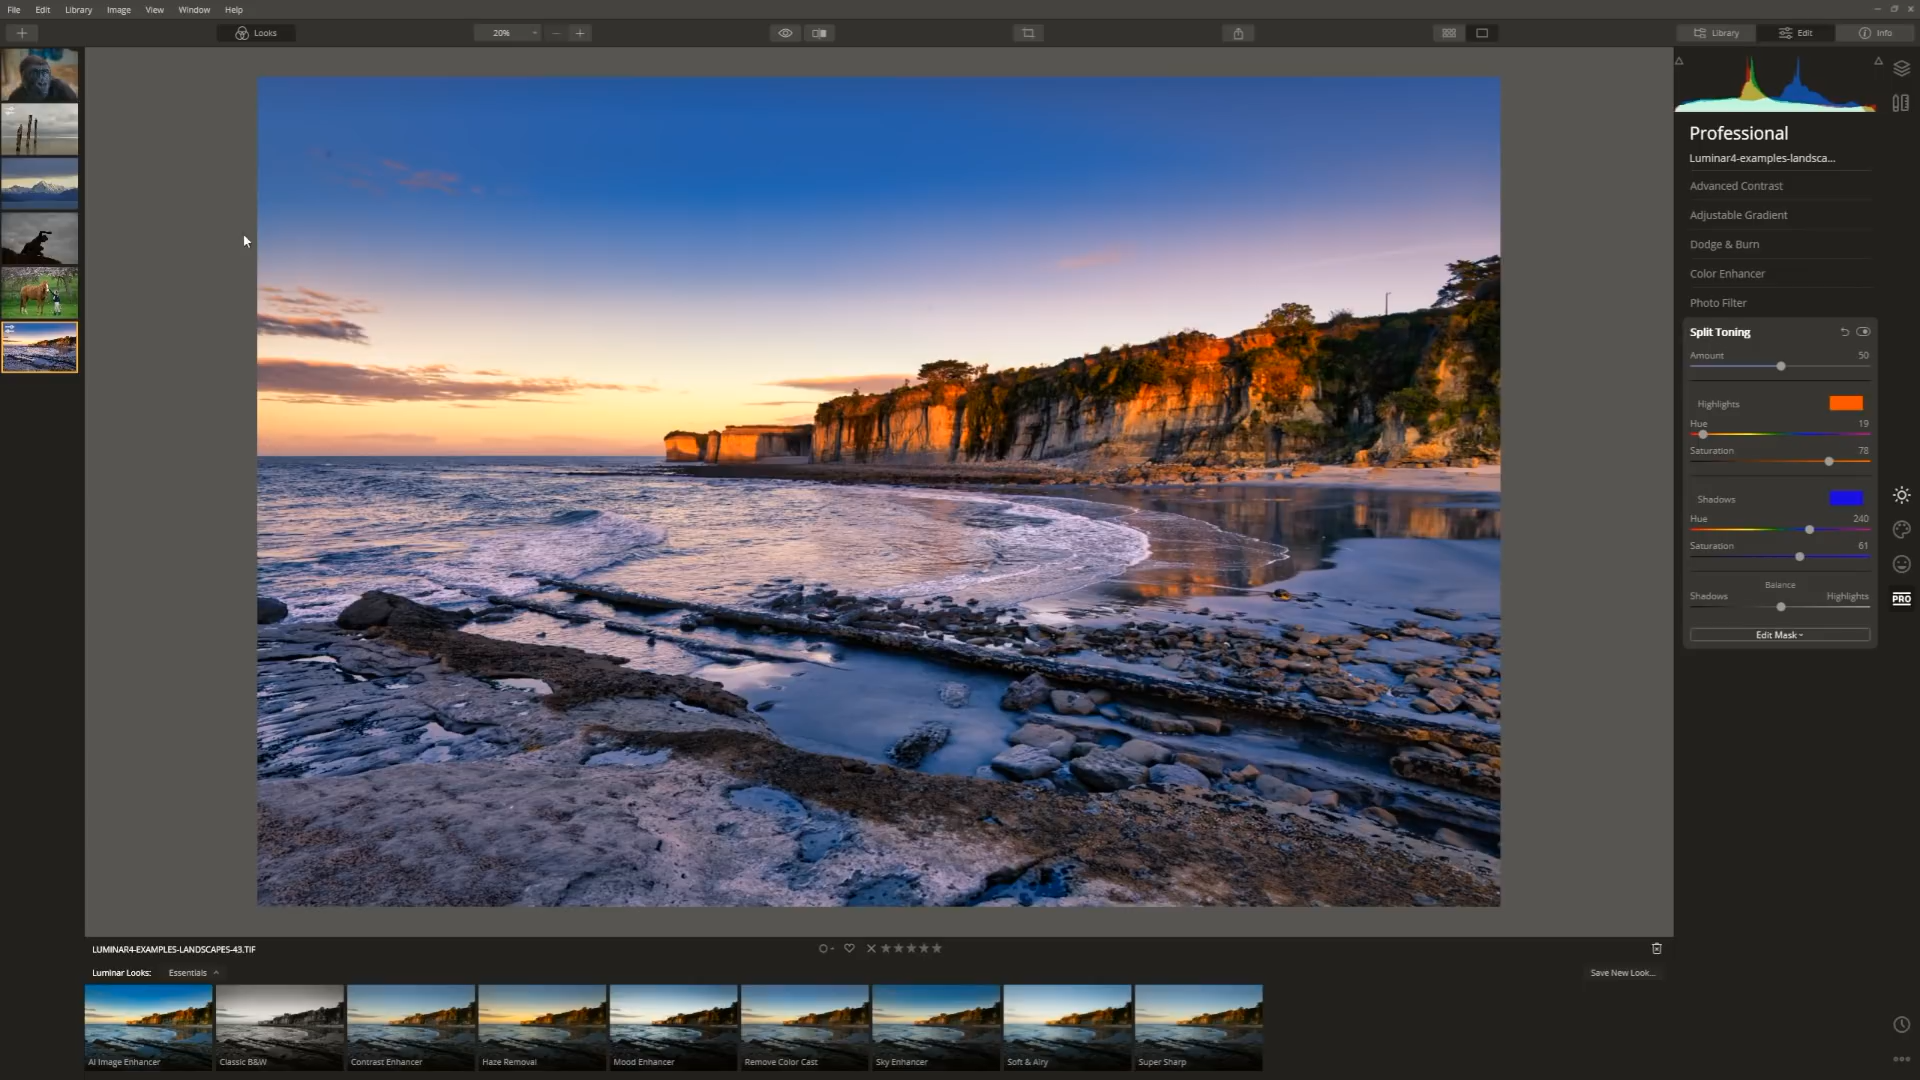 File Edit Library Image View Window Help
Looks 20% Library Edit Info
Professional
Luminar4-examples-landsca...
Advanced Contrast
Adjustable Gradient
Dodge & Burn
Color Enhancer
Photo Filter
Split Toning
Amount 50
Highlights
Hue 19
Saturation 78
Shadows
Hue 240
Saturation 61
Balance
Shadows Highlights
Edit Mask
PRO
LUMINAR4-EXAMPLES-LANDSCAPES-43.TIF
Luminar Looks: Essentials Save New Look...
AI Image Enhancer Classic B&W Contrast Enhancer Haze Removal Mood Enhancer Remove Color Cast Sky Enhancer Soft & Airy Super Sharp